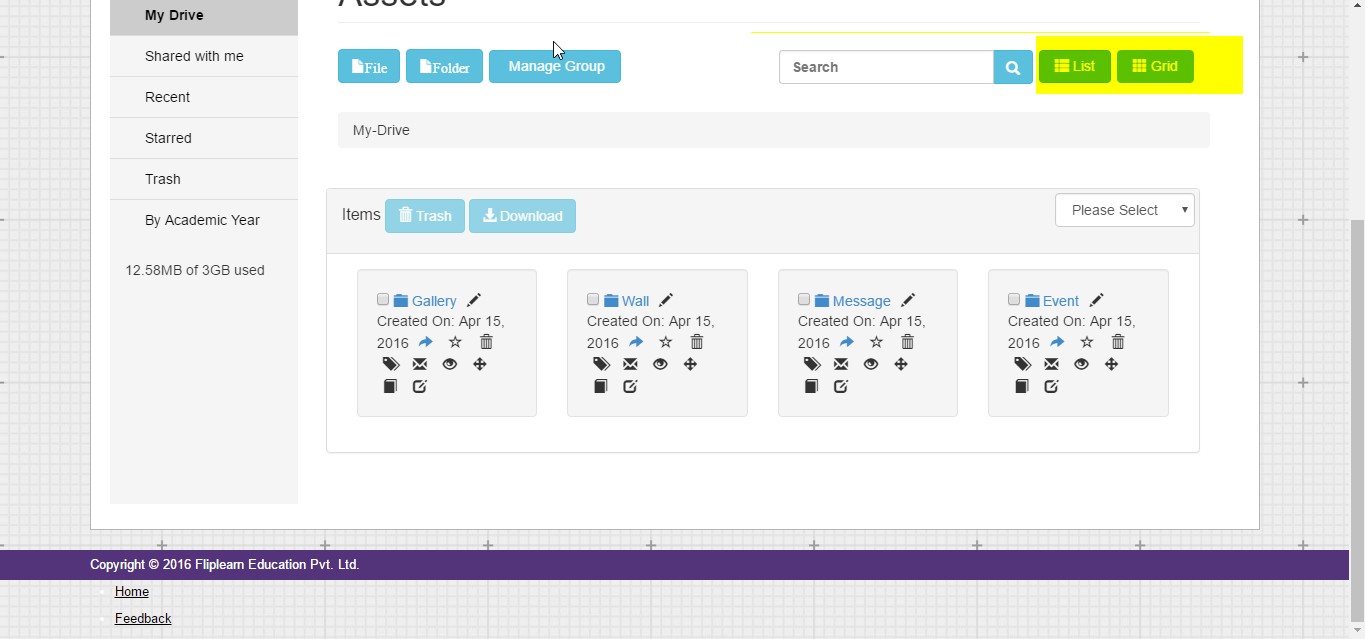 Assets
My Drive
Shared with me
Recent
Starred
Trash
By Academic Year
12.58MB of 3GB used
File Folder Manage Group Search List Grid
My-Drive
Items Trash Download Please Select
Gallery
Created On: Apr 15,
2016
Wall
Created On: Apr 15,
2016
Message
Created On: Apr 15,
2016
Event
Created On: Apr 15,
2016
Copyright © 2016 Fliplearn Education Pvt. Ltd.
Home
Feedback